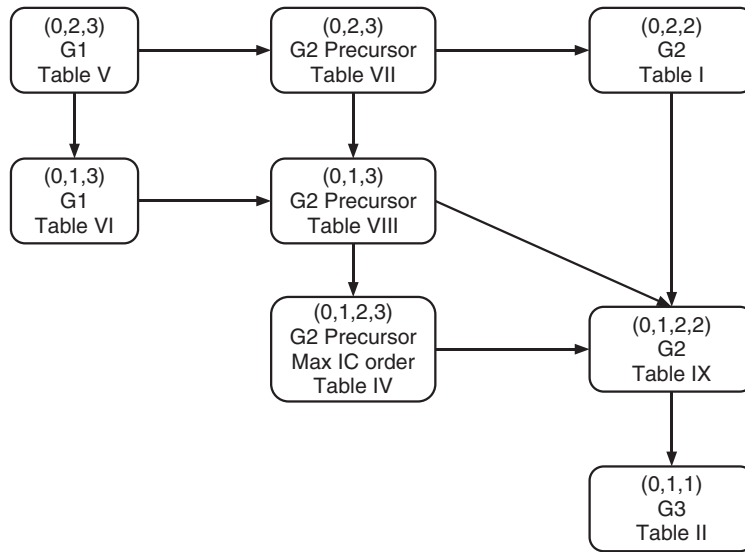 (0,2,3)
G1
Table V
(0,2,3)
G2 Precursor
Table VII
(0,2,2)
G2
Table I
(0,1,3)
G1
Table VI
(0,1,3)
G2 Precursor
Table VIII
(0,1,2,3)
G2 Precursor
Max IC order
Table IV
(0,1,2,2)
G2
Table IX
(0,1,1)
G3
Table II